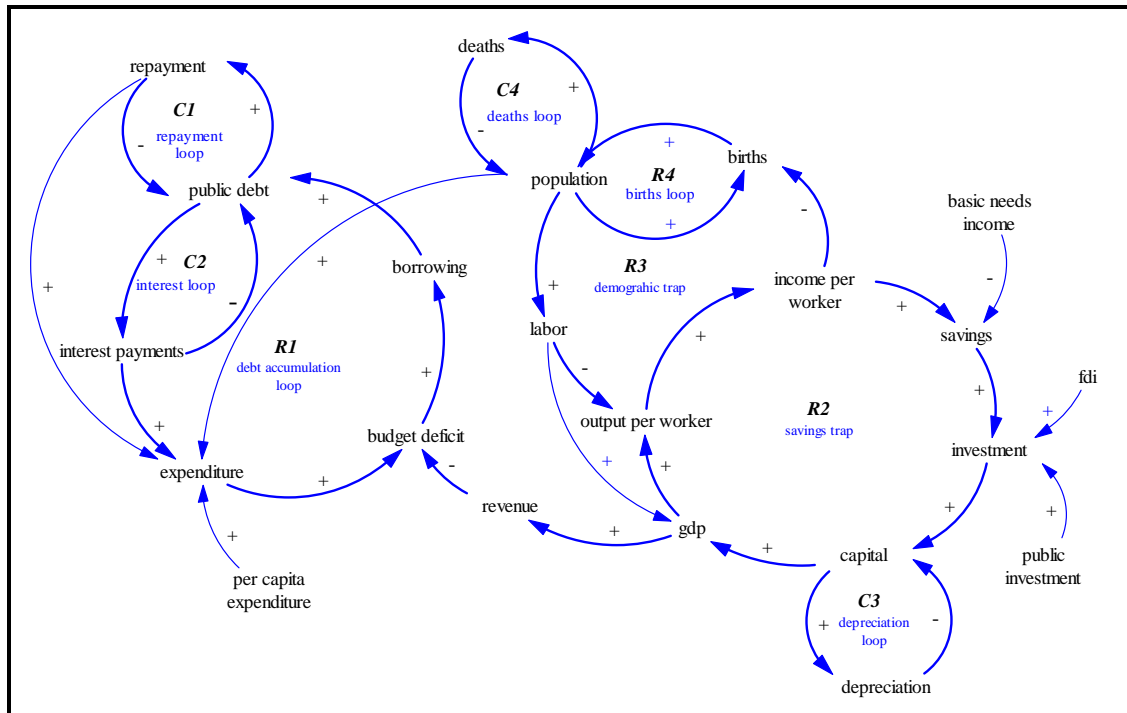 deaths
repayment
C4
+
C1
deaths loop
+
repayment
loop
-
-
+
births
public debt
population
R4
births loop
+
+
-
basic needs
income
C2
interest loop
+
-
+
+
borrowing
R3
demograhic trap
income per
worker
-
+
+
labor
+
savings
interest payments
R1
debt accumulation
loop
+
-
+
fdi
+
R2
savings trap
+
+
output per worker
budget deficit
-
+
+
investment
expenditure
+
revenue
+
gdp
+
+
+
+
capital
public
investment
per capita
expenditure
C3
depreciation
loop
+
-
depreciation